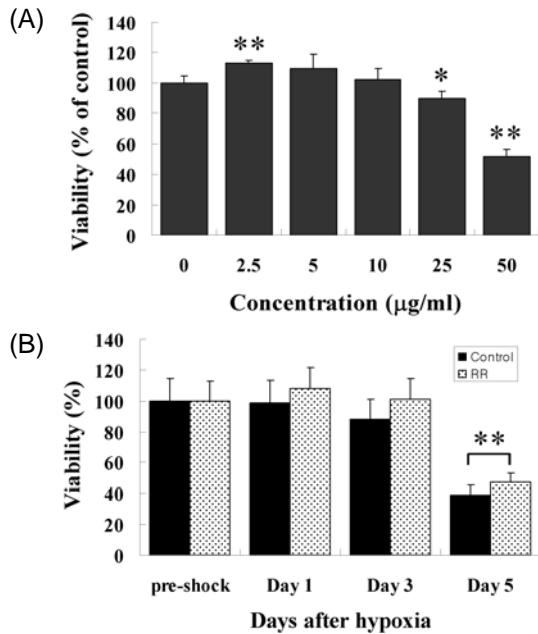 (A)
Viability (% of control)
140
120
100
80
60
40
20
0
**
*
**
0 2.5 5 10 25 50
Concentration (μg/ml)
(B)
Viability (%)
140
120
100
80
60
40
20
0
Control
RR
**
pre-shock Day 1 Day 3 Day 5
Days after hypoxia